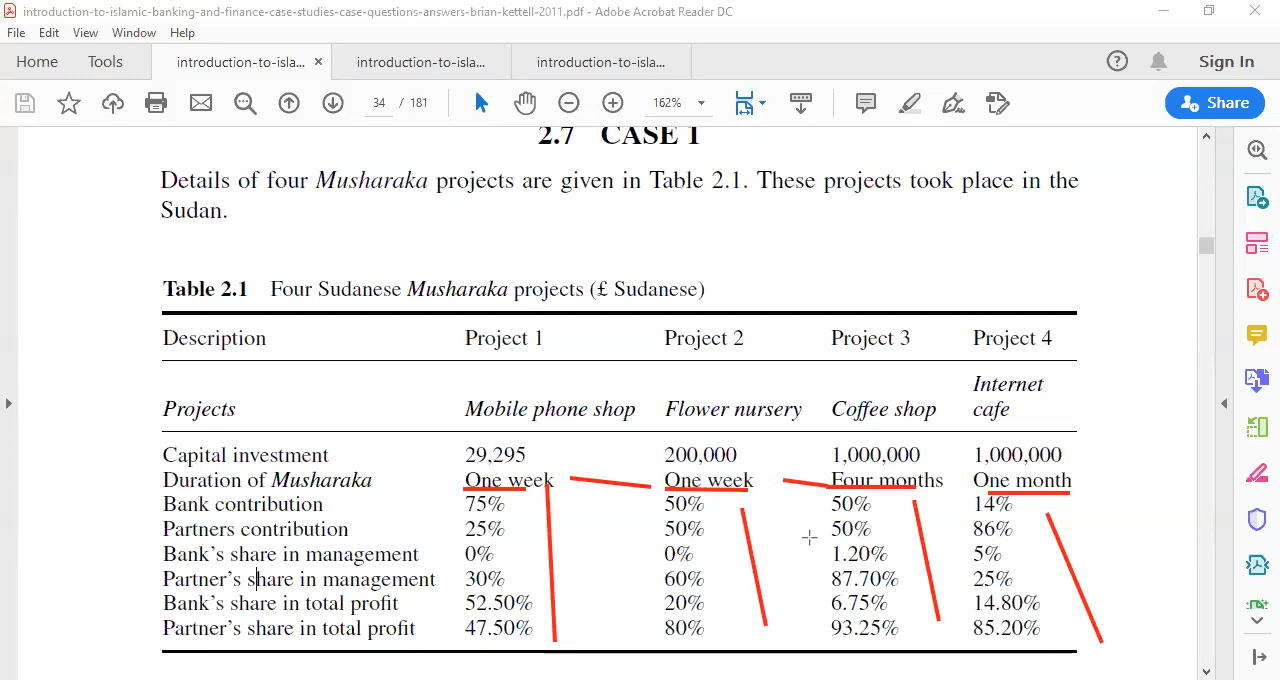 introduction-to-islamic-banking-and-finance-case-studies-case-questions-answers-brian-kettell-2011.pdf - Adobe Acrobat Reader DC
File Edit View Window Help
Home Tools introduction-to-isla... × introduction-to-isla... introduction-to-isla... Sign In
34 / 181 162% Share
2.7 CASE 1
Details of four Musharaka projects are given in Table 2.1. These projects took place in the
Sudan.
Table 2.1 Four Sudanese Musharaka projects (£ Sudanese)
Description Project 1 Project 2 Project 3 Project 4
Projects Mobile phone shop Flower nursery Coffee shop Internet cafe
Capital investment 29,295 200,000 1,000,000 1,000,000
Duration of Musharaka One week One week Four months One month
Bank contribution 75% 50% 50% 14%
Partners contribution 25% 50% 50% 86%
Bank's share in management 0% 0% 1.20% 5%
Partner's share in management 30% 60% 87.70% 25%
Bank's share in total profit 52.50% 20% 6.75% 14.80%
Partner's share in total profit 47.50% 80% 93.25% 85.20%